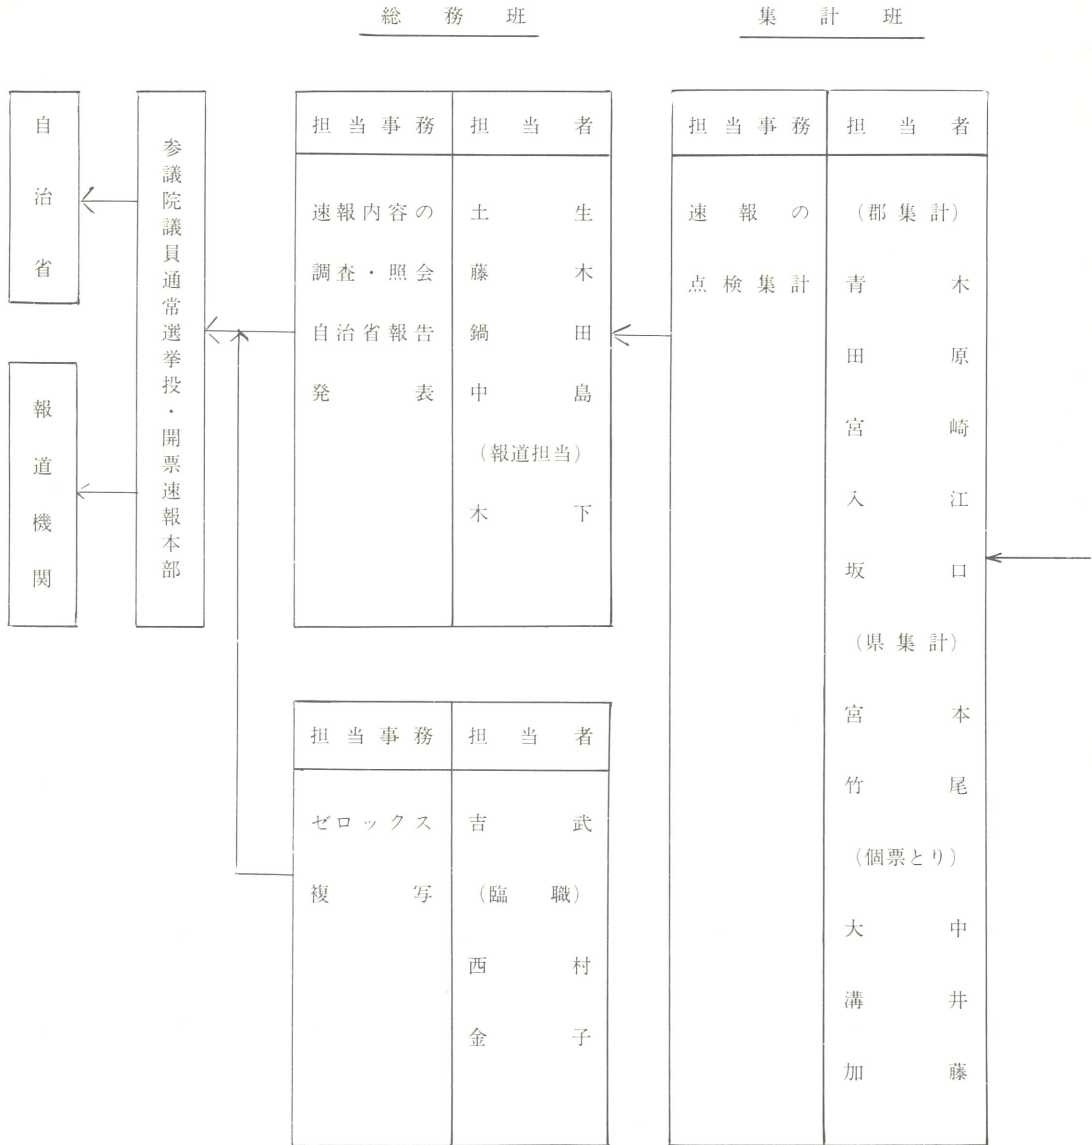 総務班
集計班
自治省
報道機関
参議院議員通常選挙投・開票速報本部
担当事務
担当者
速報内容の
調査・照会
自治省報告
発表
土生
藤木
鍋田
中島
(報道担当)
木下
担当事務
担当者
ゼロックス
複写
吉武
(臨職)
西村
金子
担当事務
担当者
速報の
点検集計
(郡集計)
青木
田原
宮崎
入江
坂口
(県集計)
宮本
竹尾
(個票とり)
大中
溝井
加藤